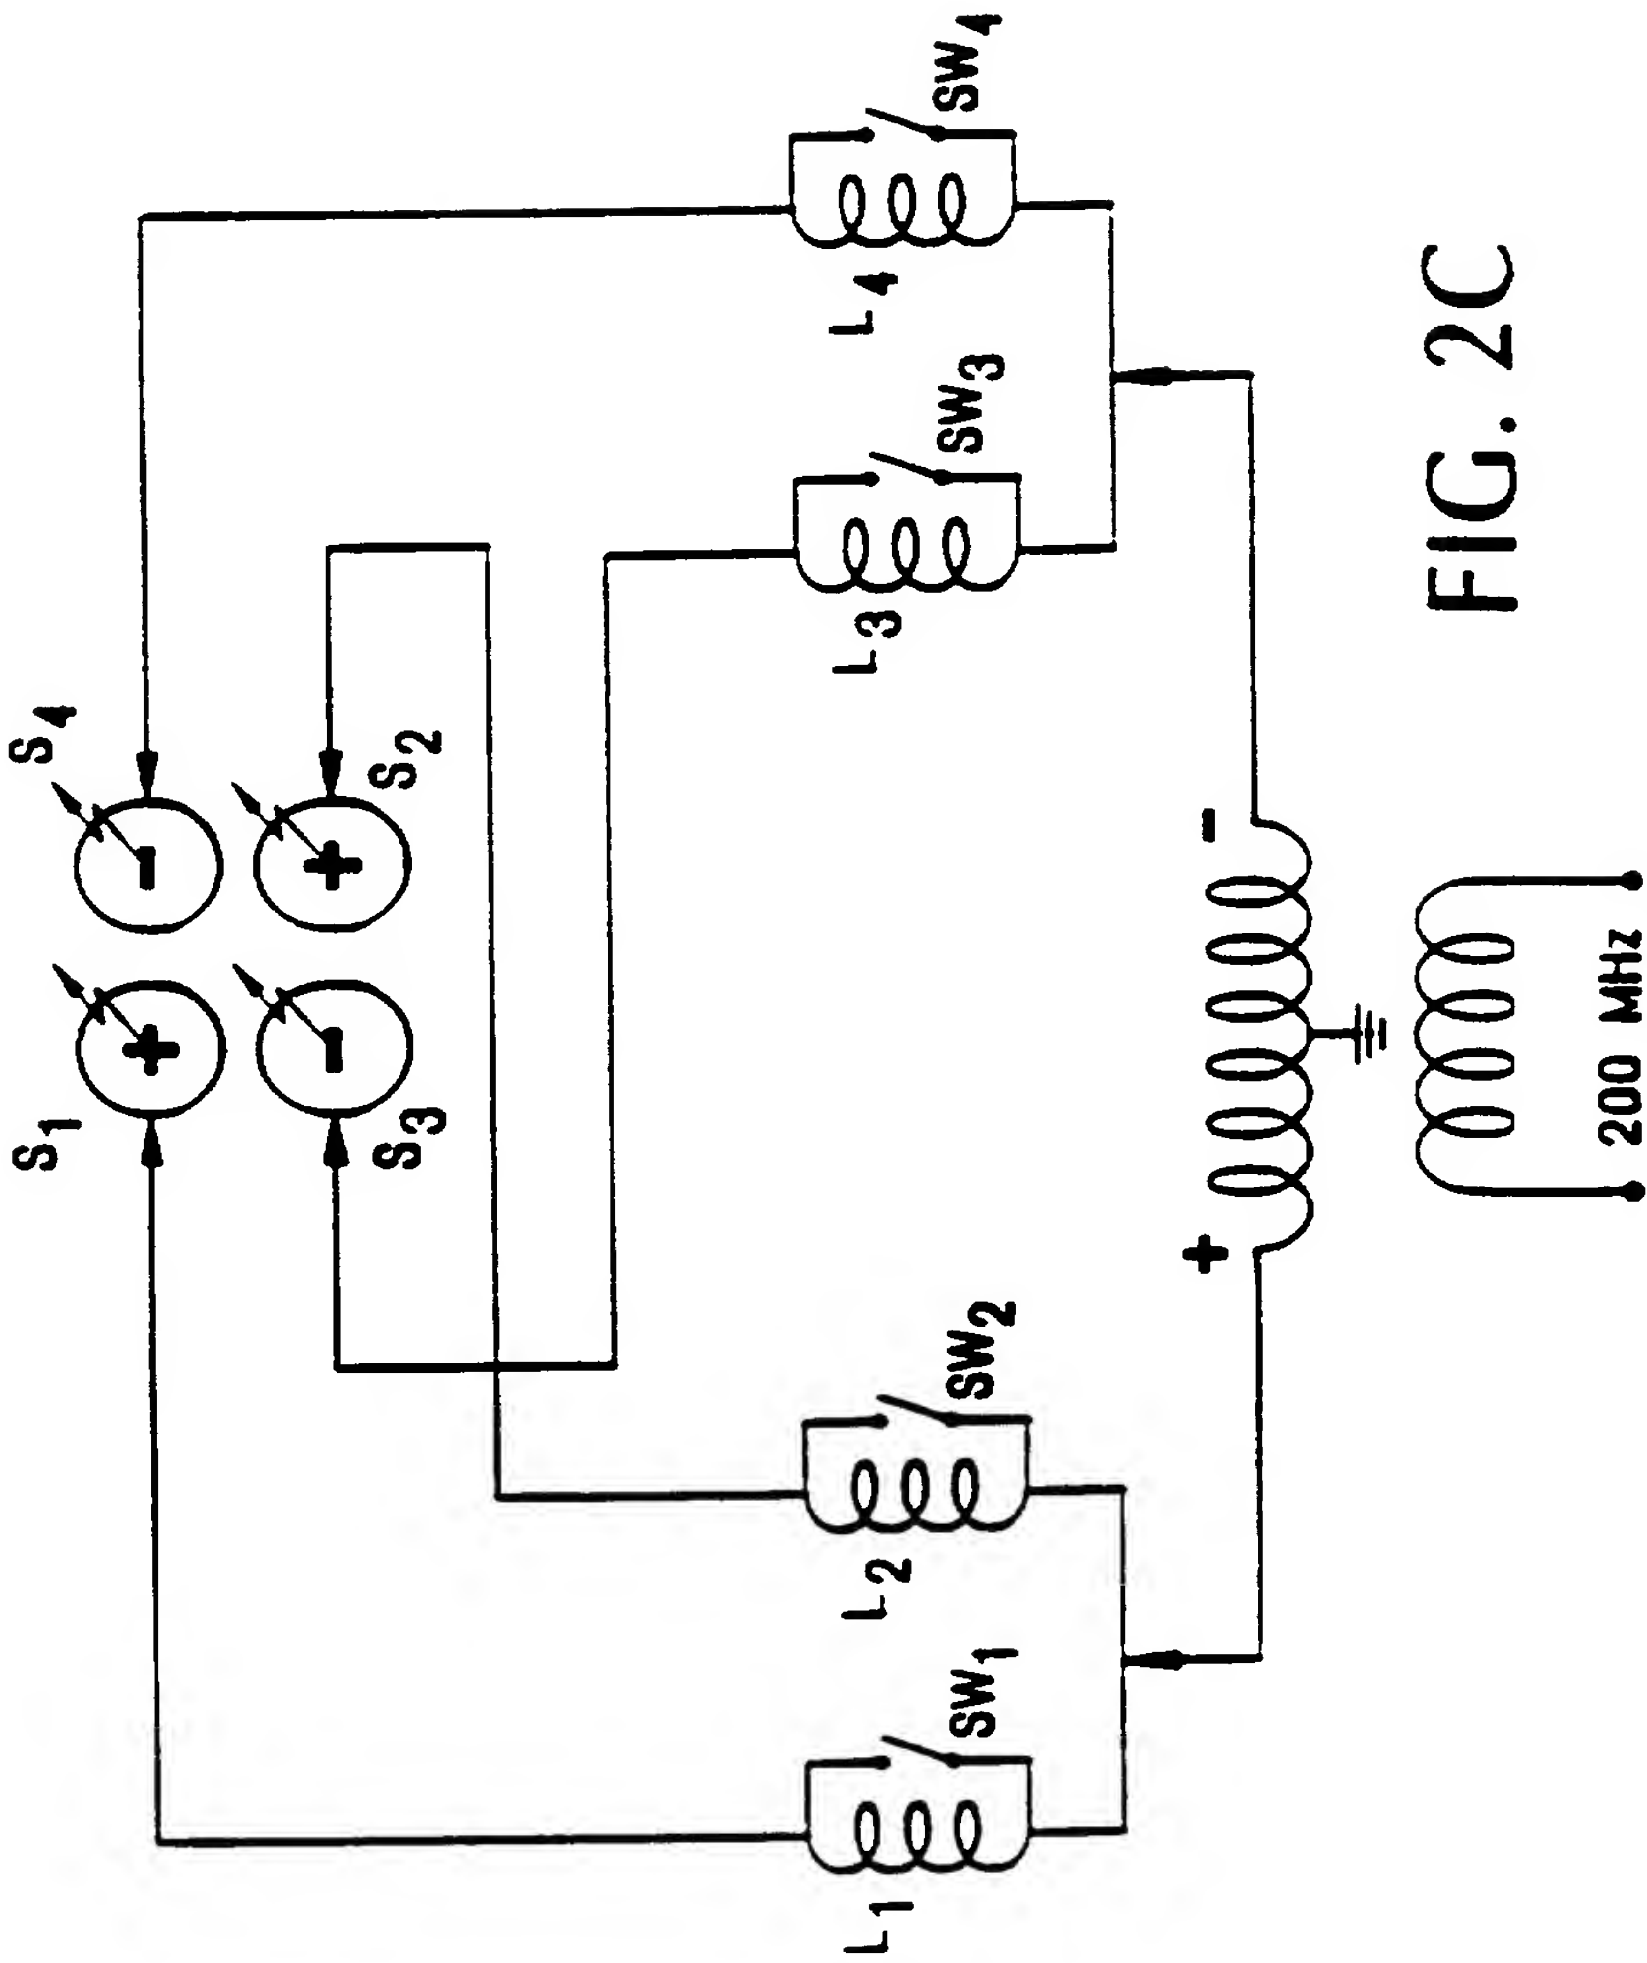 S1
S4
S3
S2
+
-
-
+
L1
SW1
L2
SW2
L3
SW3
L4
SW4
+
-
200 MHz
FIG. 2C